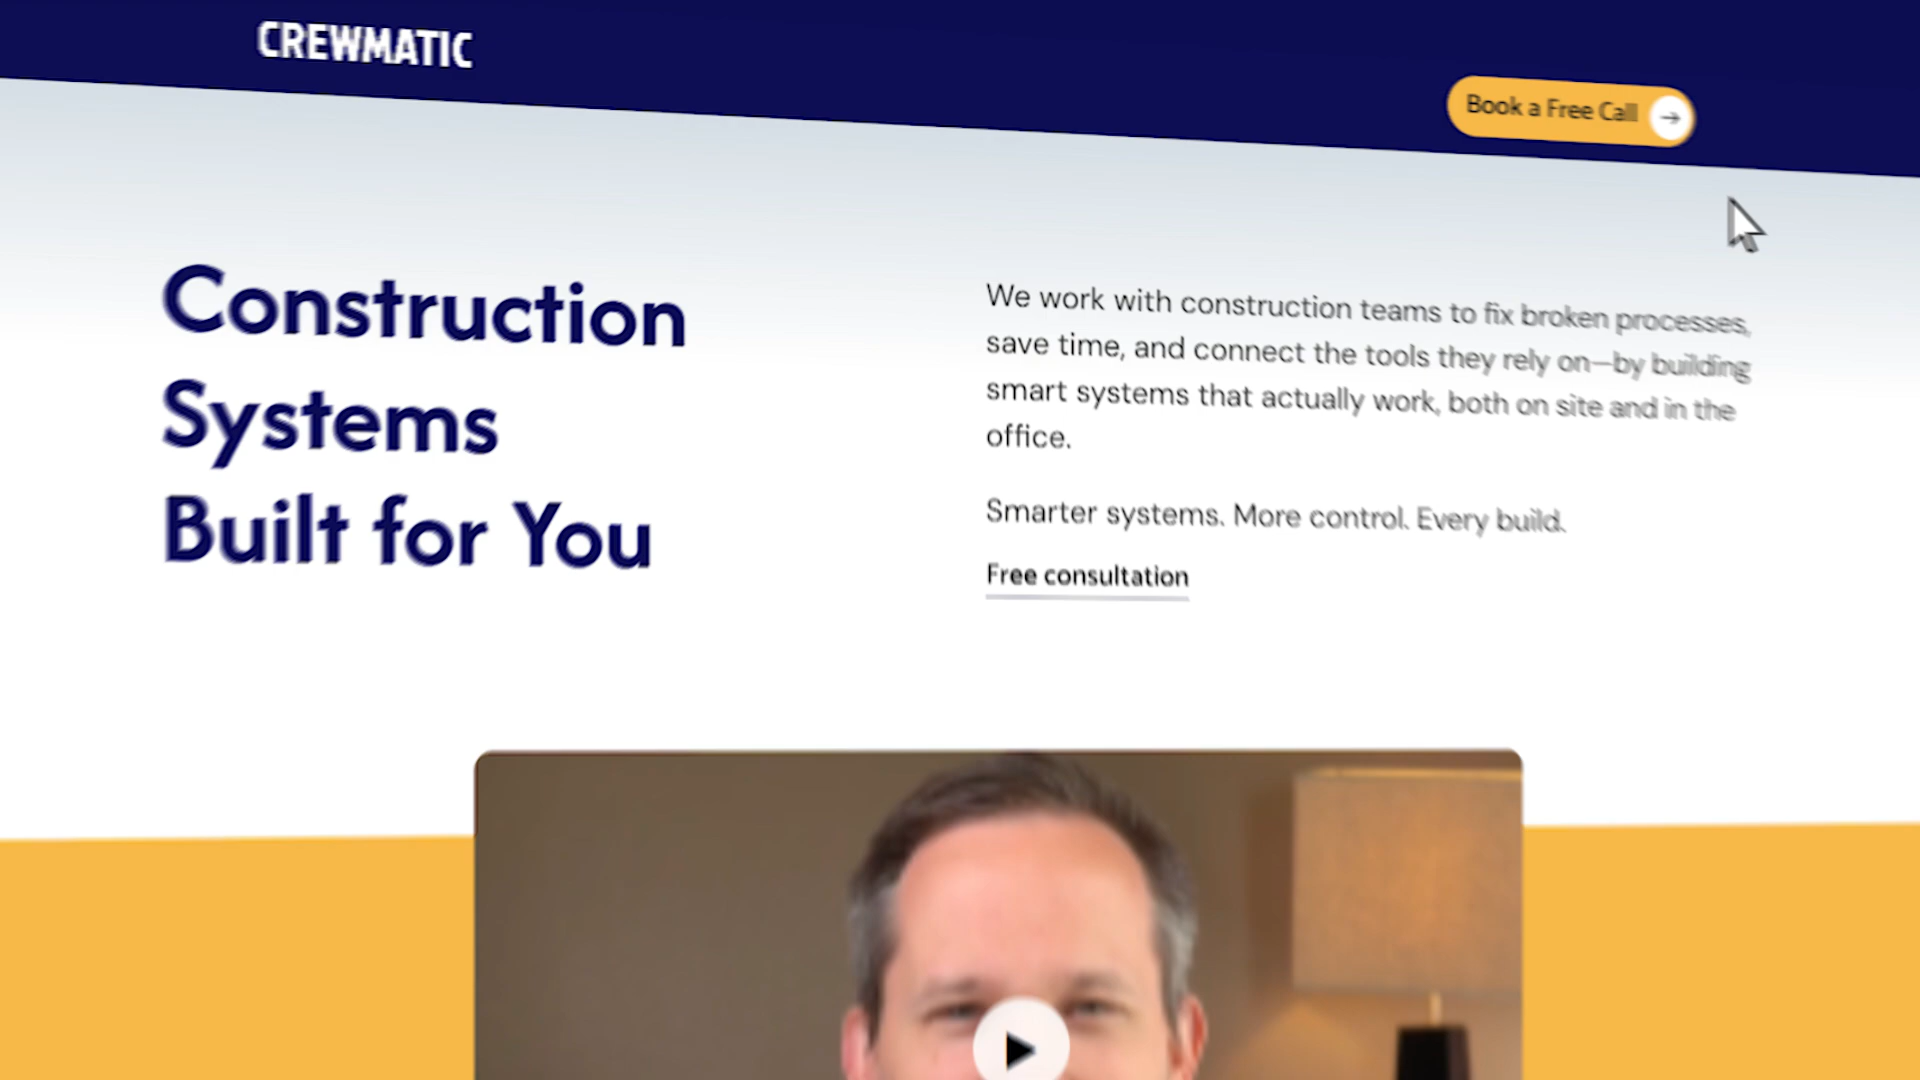 CREWMATIC
Book a Free Call
Construction
Systems
Built for You
We work with construction teams to fix broken processes,
save time, and connect the tools they rely on—by building
smart systems that actually work, both on site and in the
office.
Smarter systems. More control. Every build.
Free consultation